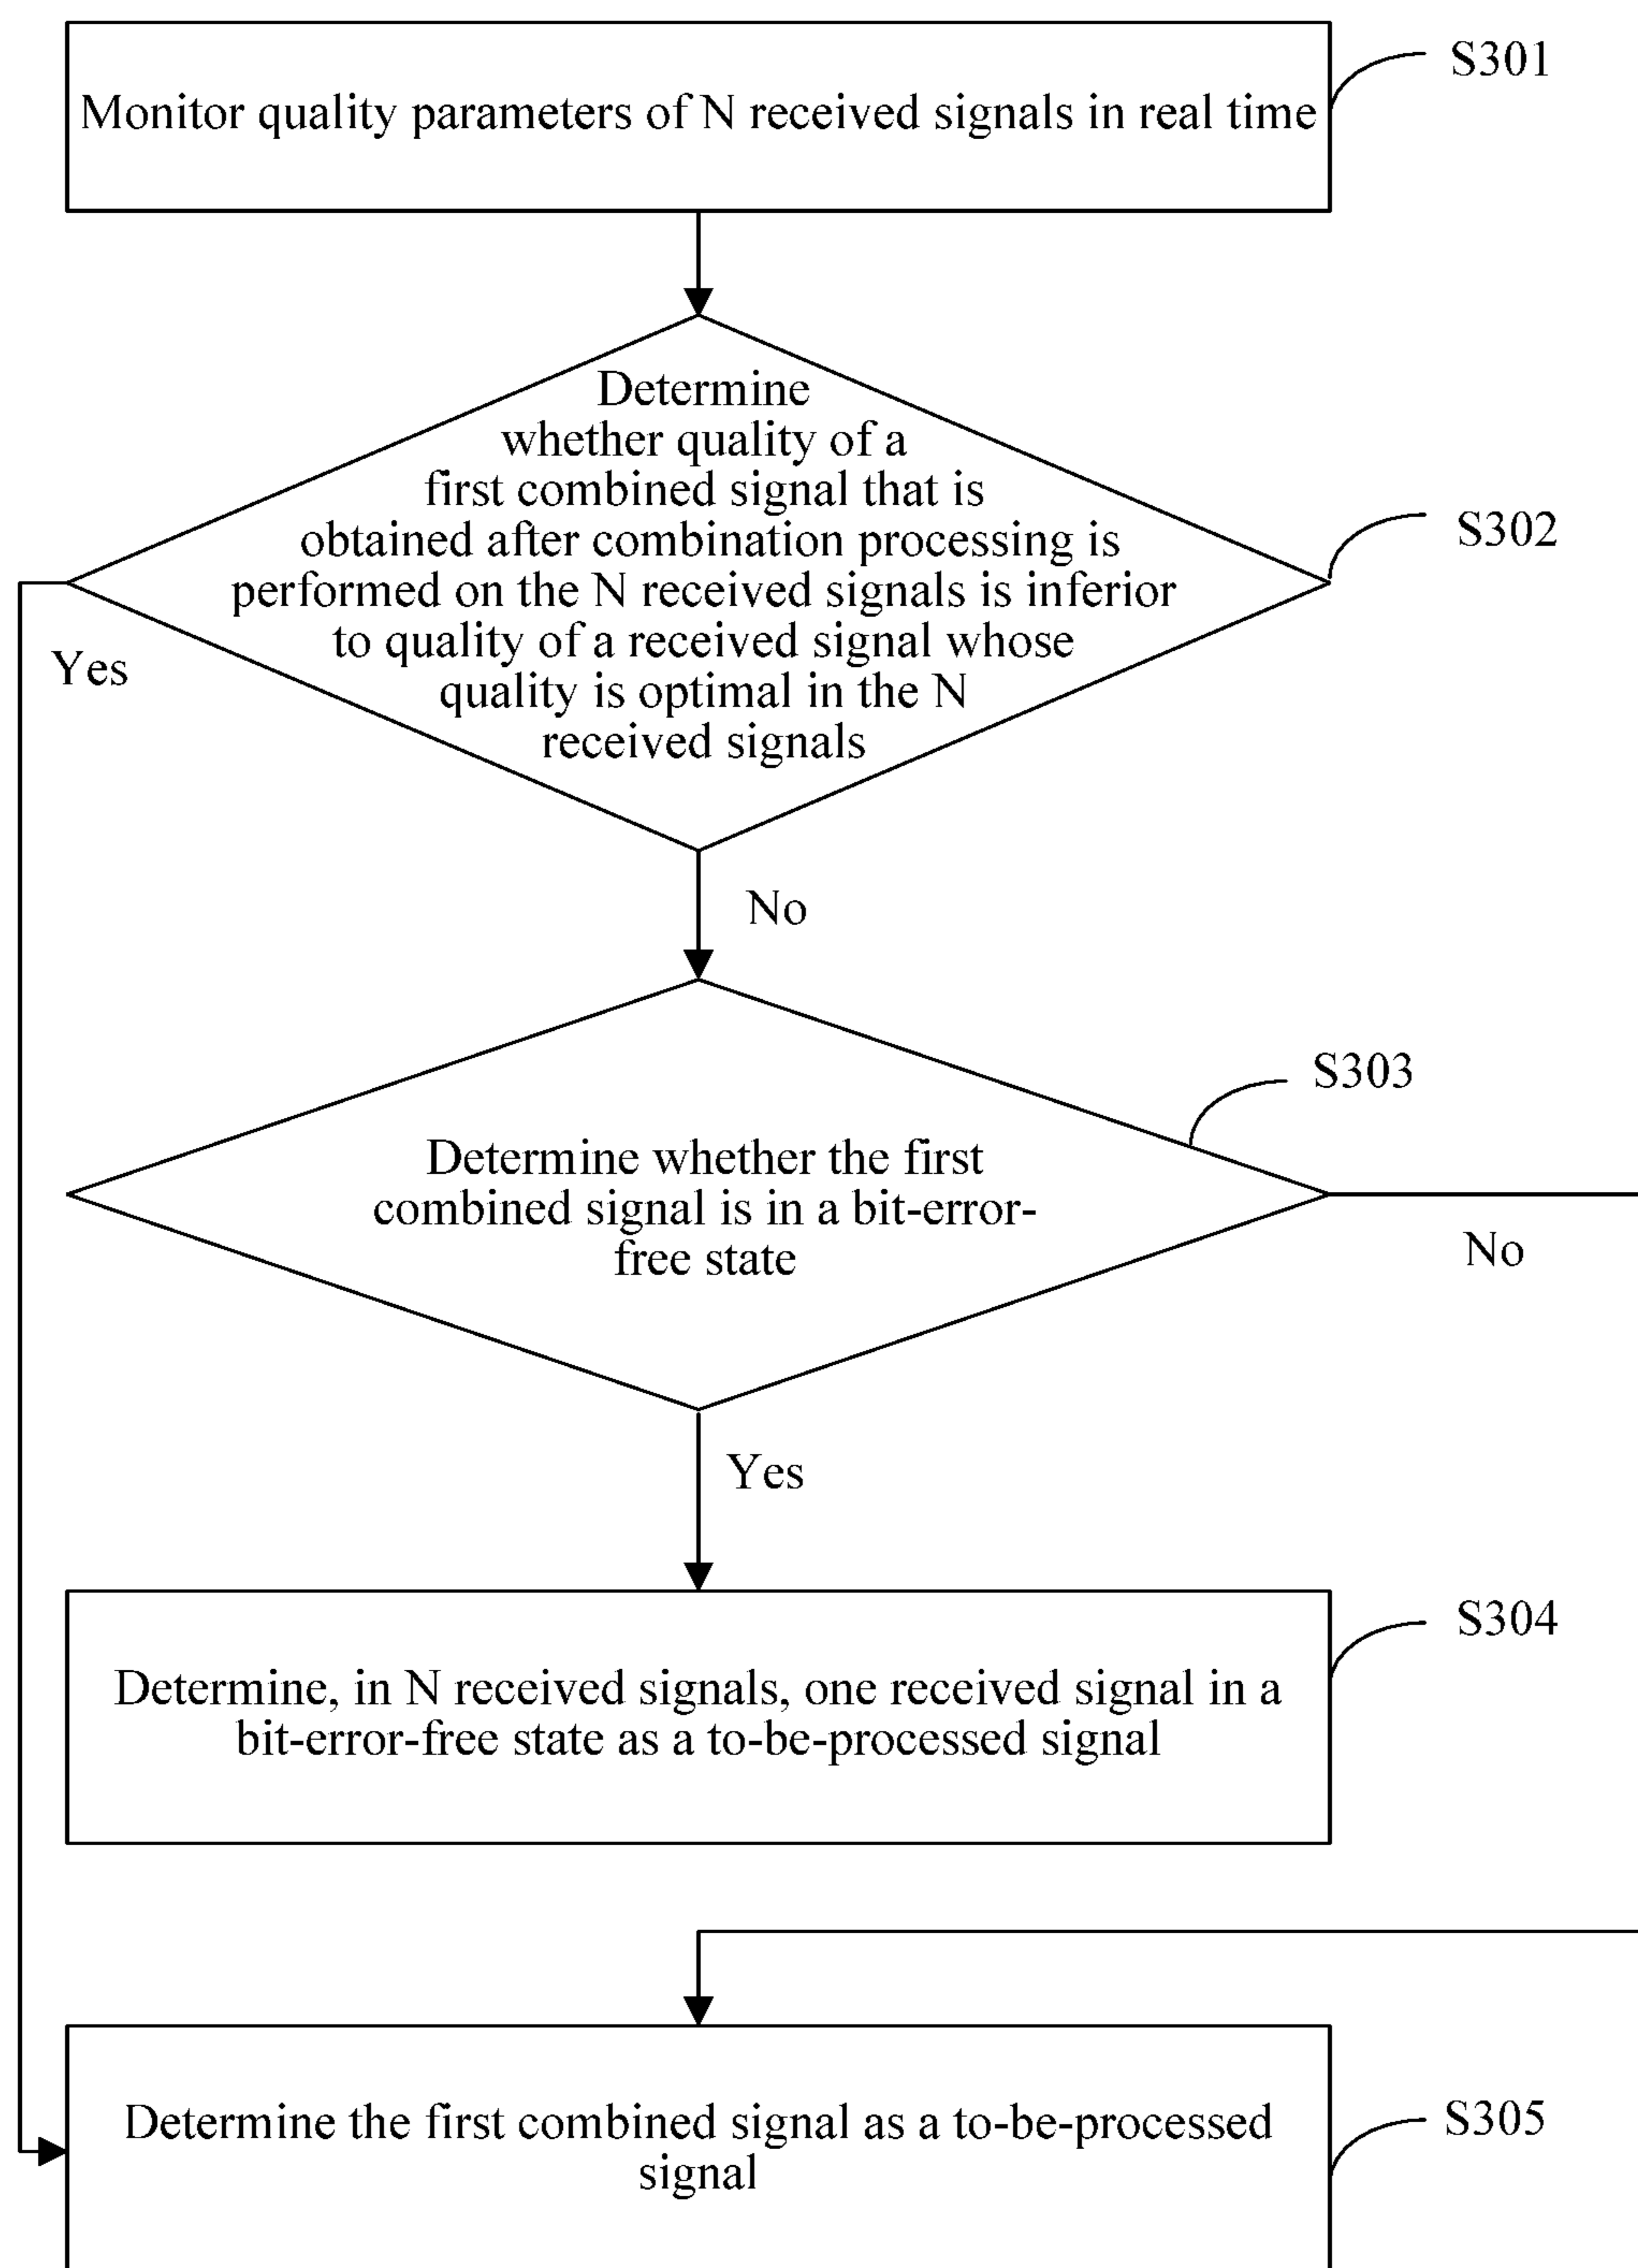 S301
Monitor quality parameters of N received signals in real time
Determine
whether quality of a
first combined signal that is
obtained after combination processing is
performed on the N received signals is inferior
to quality of a received signal whose
quality is optimal in the N
received signals
S302
Yes
No
S303
Determine whether the first
combined signal is in a bit-error-
free state
No
Yes
S304
Determine, in N received signals, one received signal in a
bit-error-free state as a to-be-processed signal
Determine the first combined signal as a to-be-processed
signal
S305